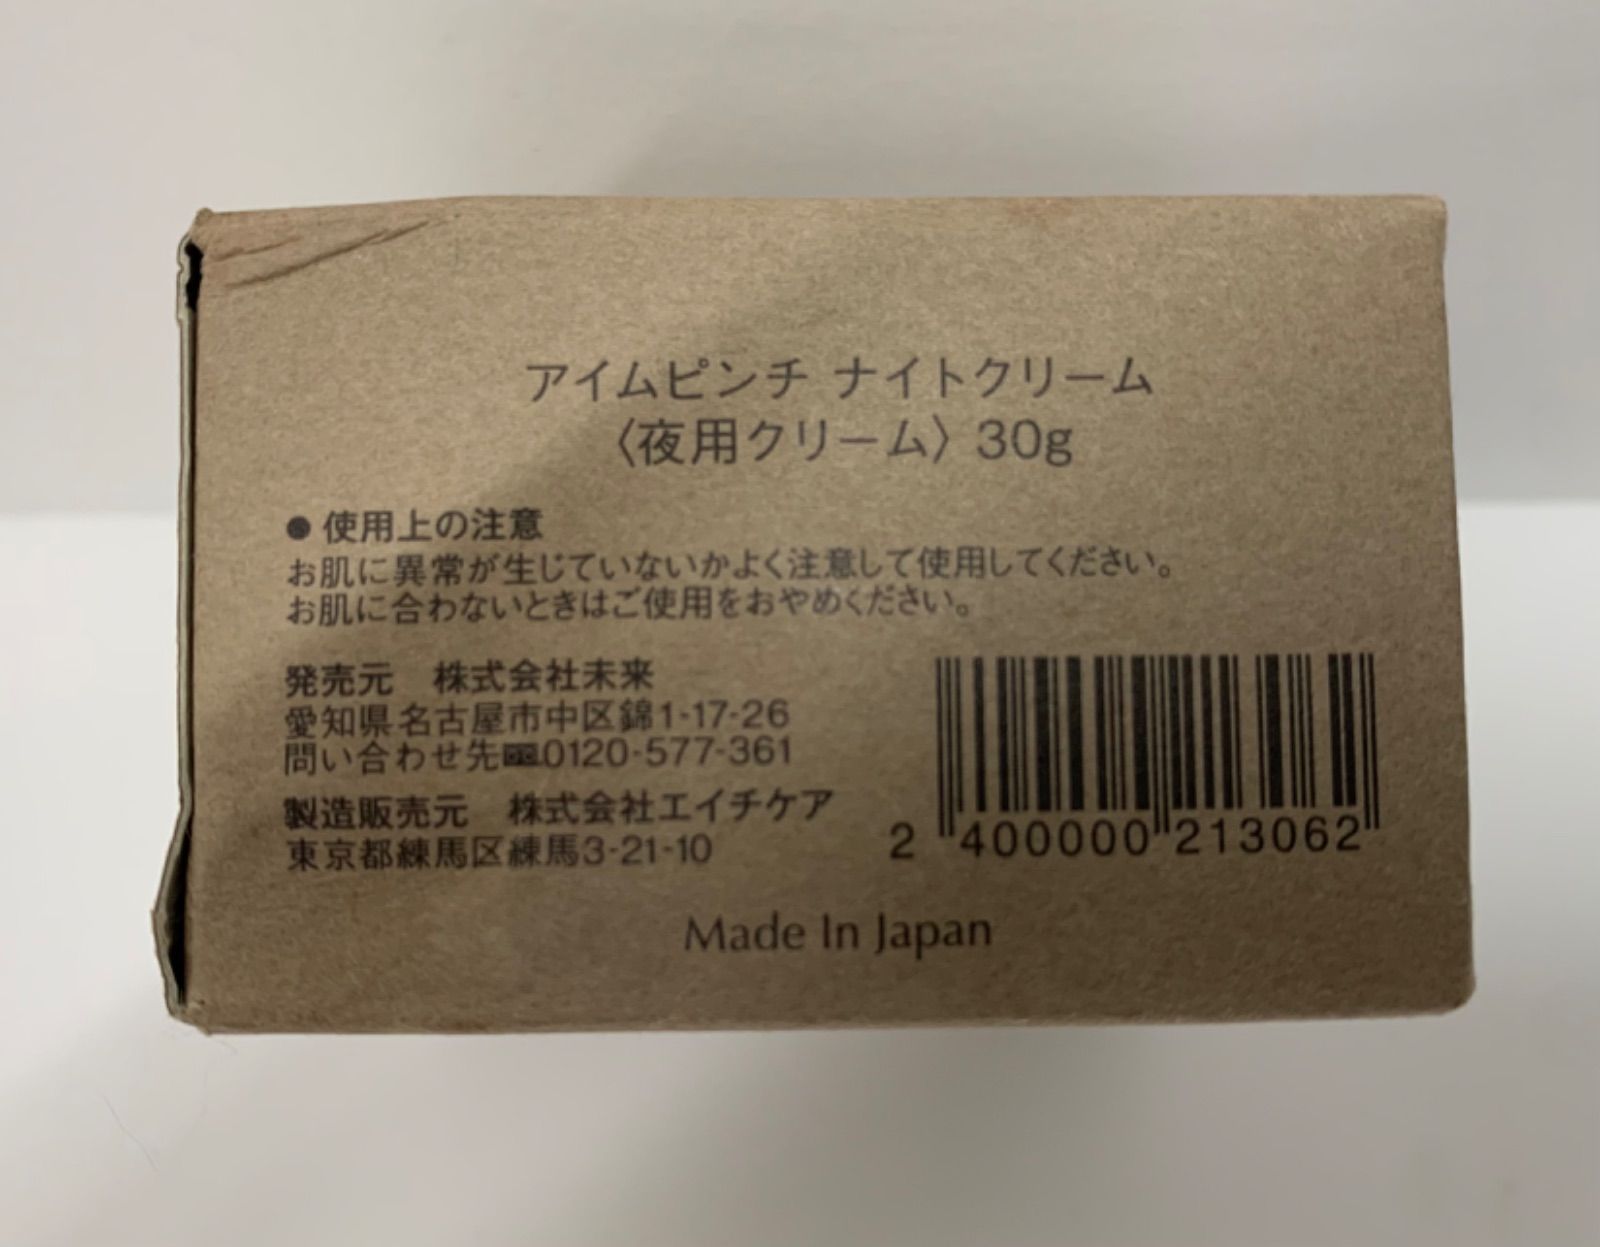 アイムピンチ ナイトクリーム
〈夜用クリーム〉30g
● 使用上の注意
お肌に異常が生じていないかよく注意して使用してください。
お肌に合わないときはご使用をおやめください。
発売元 株式会社未来
愛知県名古屋市中区錦1-17-26
問い合わせ先0120-577-361
製造販売元 株式会社エイチケア
東京都練馬区練馬3-21-10
2 400000 213062
Made In Japan